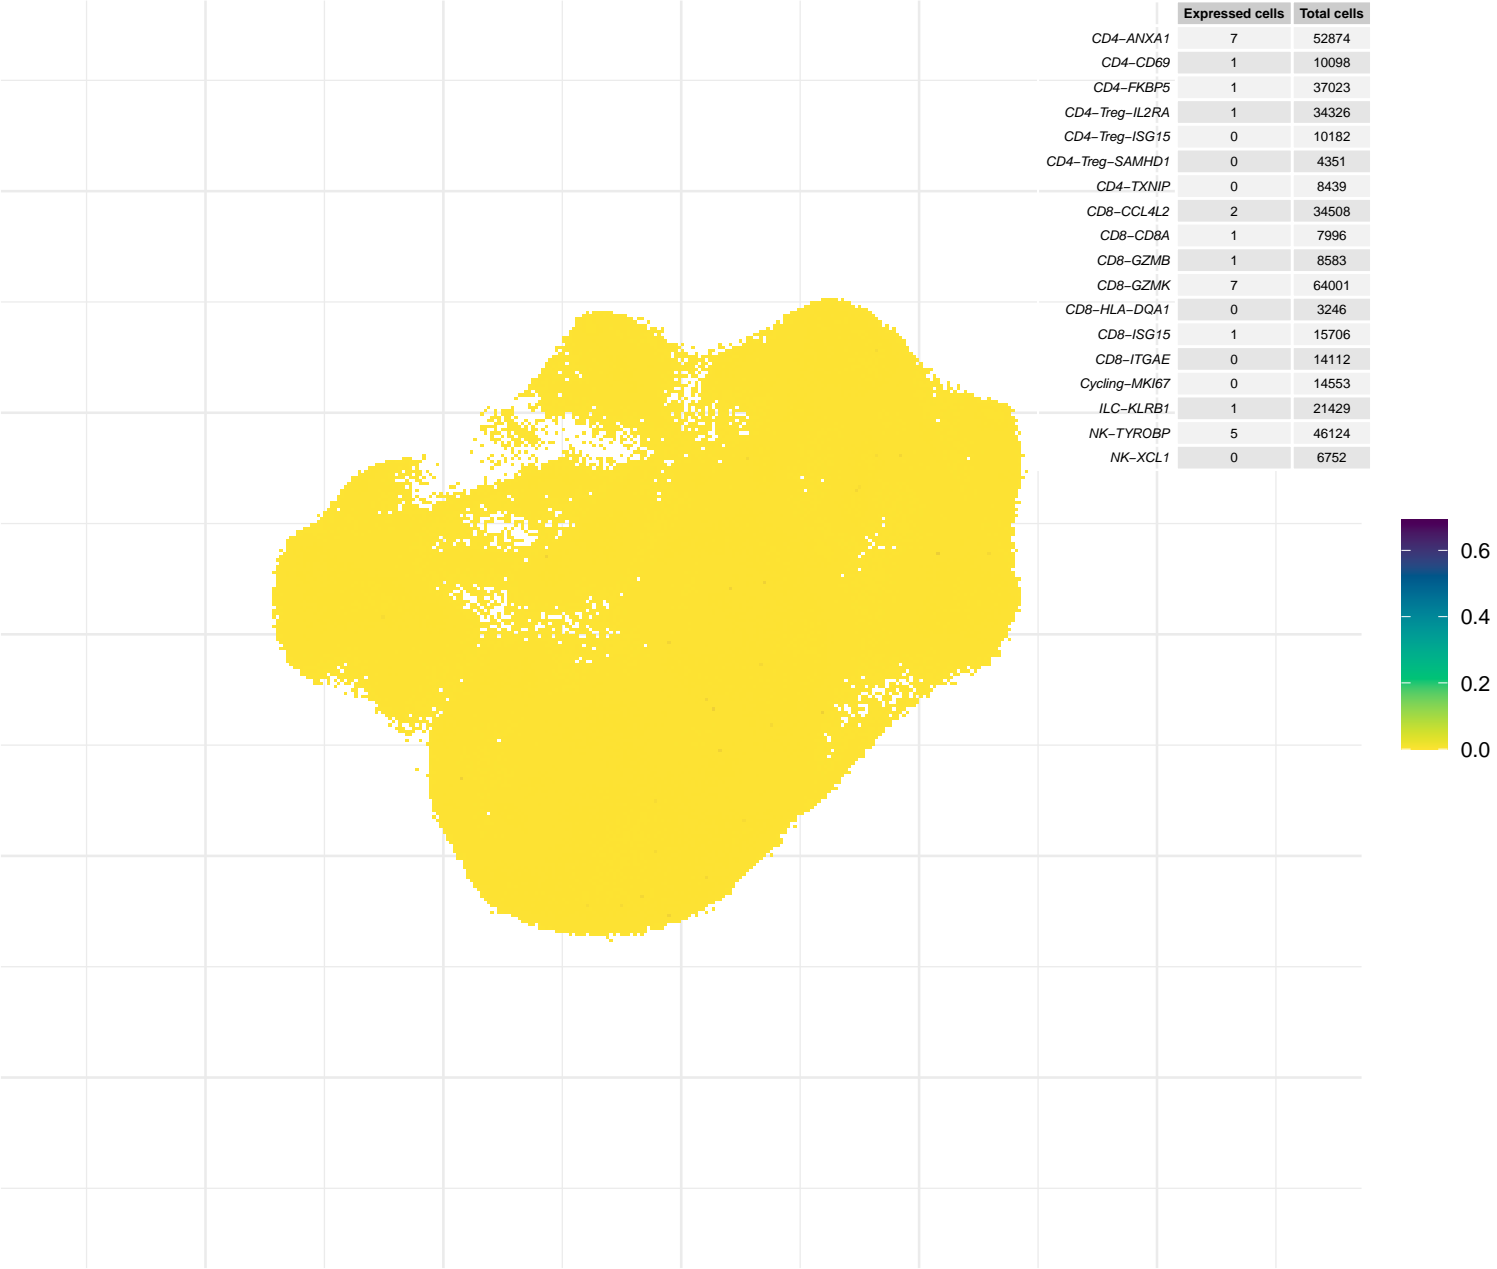 Expressed cells Total cells
CD4−ANXA1 7 52874
CD4−CD69 1 10098
CD4−FKBP5 1 37023
CD4−Treg−IL2RA 1 34326
CD4−Treg−ISG15 0 10182
CD4−Treg−SAMHD1 0 4351
CD4−TXNIP 0 8439
CD8−CCL4L2 2 34508
CD8−CD8A 1 7996
CD8−GZMB 1 8583
CD8−GZMK 7 64001
CD8−HLA−DQA1 0 3246
CD8−ISG15 1 15706
CD8−ITGAE 0 14112
Cycling−MKI67 0 14553
ILC−KLRB1 1 21429
NK−TYROBP 5 46124
NK−XCL1 0 6752
0.6
0.4
0.2
0.0